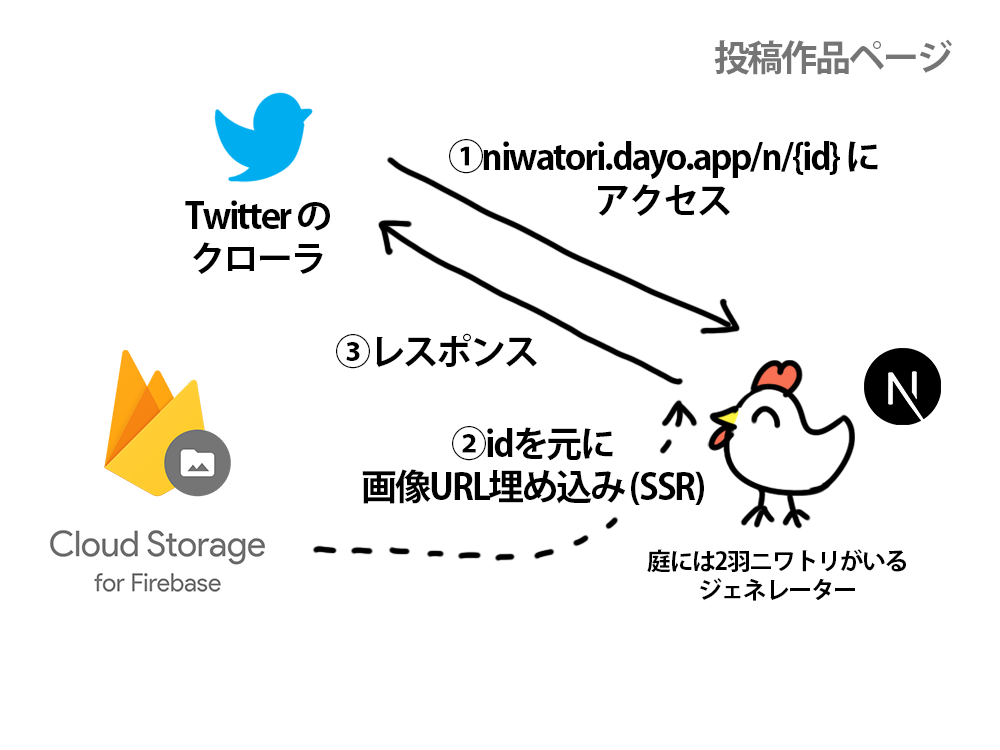 投稿作品ページ
①niwatori.dayo.app/n/{id} に
アクセス
Twitter の
クローラ
③レスポンス
②idを元に
画像URL埋め込み (SSR)
Cloud Storage
for Firebase
N
庭には2羽ニワトリがいる
ジェネレーター